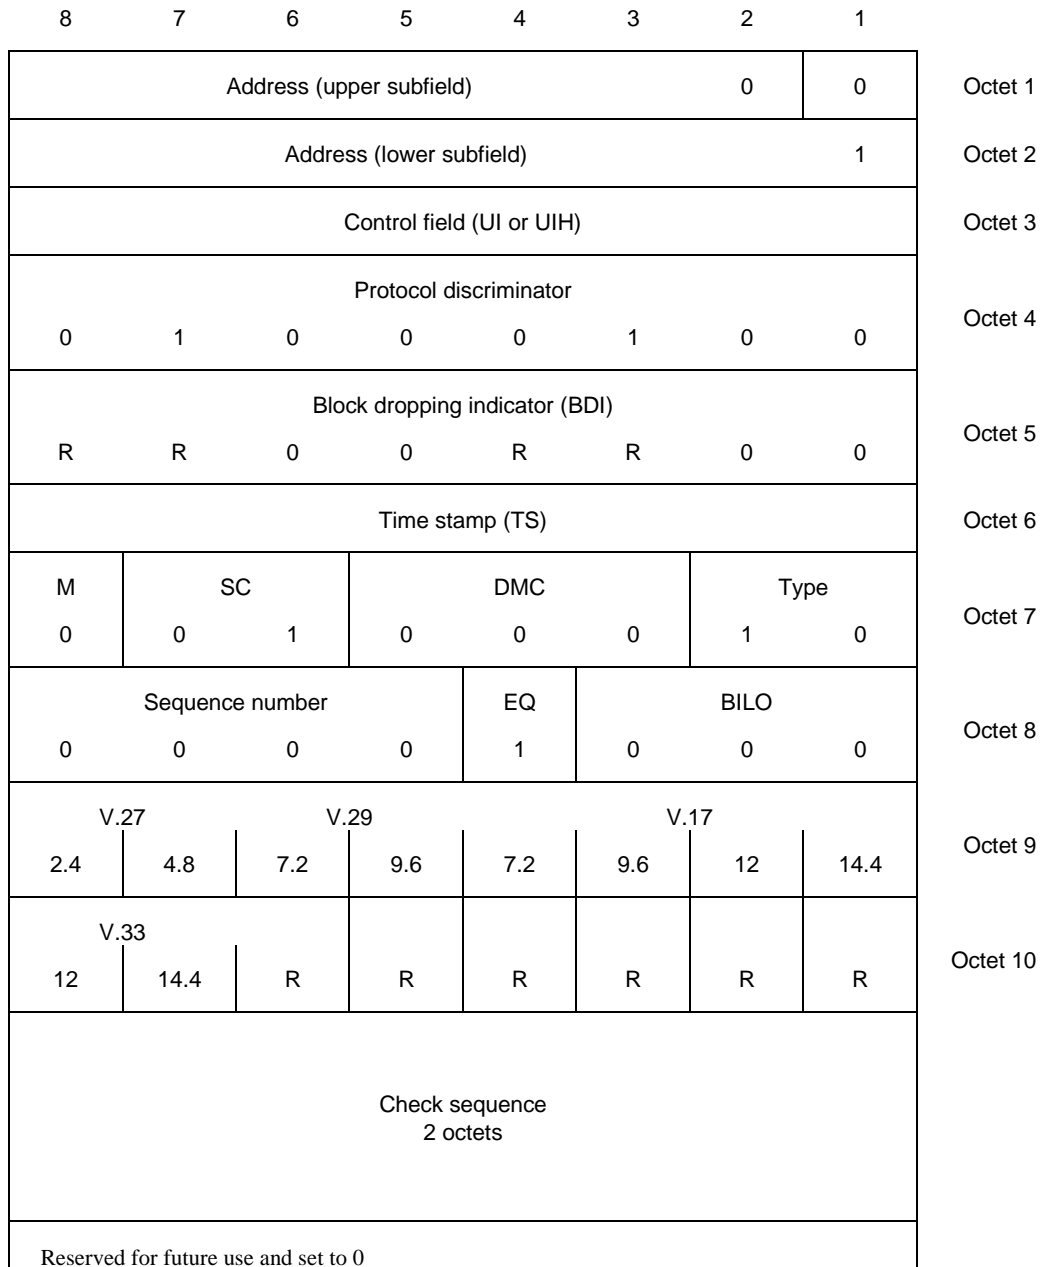 8 7 6 5 4 3 2 1
Address (upper subfield) 0 0 Octet 1
Address (lower subfield) 1 Octet 2
Control field (UI or UIH) Octet 3
Protocol discriminator
Octet 4
0 1 0 0 0 1 0 0
Block dropping indicator (BDI)
Octet 5
R R 0 0 R R 0 0
Time stamp (TS) Octet 6
M SC DMC Type
Octet 7
0 0 1 0 0 0 1 0
Sequence number EQ BILO
Octet 8
0 0 0 0 1 0 0 0
V.27 V.29 V.17
Octet 9
2.4 4.8 7.2 9.6 7.2 9.6 12 14.4
V.33
Octet 10
12 14.4 R R R R R R
Check sequence
2 octets
Reserved for future use and set to 0